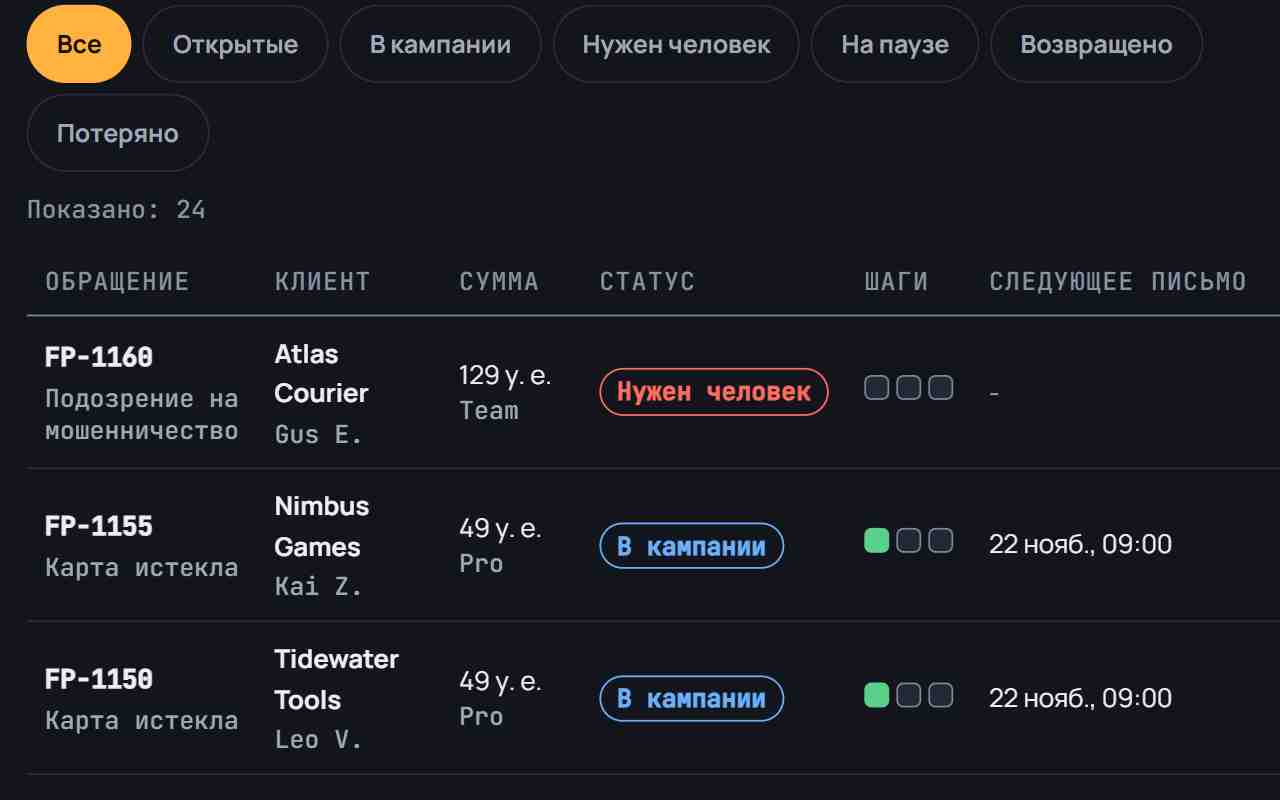 Все Открытые В кампании Нужен человек На паузе Возвращено
Потеряно
Показано: 24
ОБРАЩЕНИЕ КЛИЕНТ СУММА СТАТУС ШАГИ СЛЕДУЮЩЕЕ ПИСЬМО
FP-1160
Подозрение на
мошенничество
Atlas
Courier
Gus E.
129 у. е.
Team
Нужен человек
-
FP-1155
Карта истекла
Nimbus
Games
Kai Z.
49 у. е.
Pro
В кампании
22 нояб., 09:00
FP-1150
Карта истекла
Tidewater
Tools
Leo V.
49 у. е.
Pro
В кампании
22 нояб., 09:00